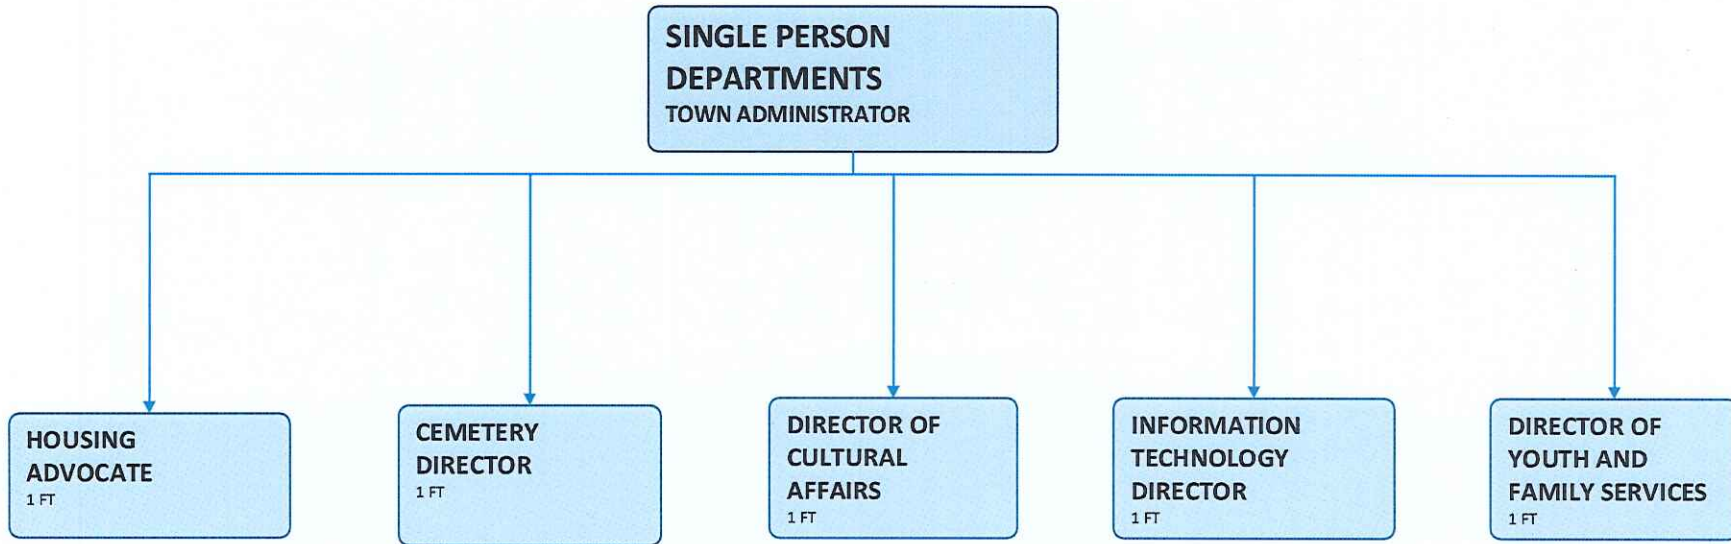 SINGLE PERSON
DEPARTMENTS
TOWN ADMINISTRATOR
HOUSING
ADVOCATE
1 FT
CEMETERY
DIRECTOR
1 FT
DIRECTOR OF
CULTURAL
AFFAIRS
1 FT
INFORMATION
TECHNOLOGY
DIRECTOR
1 FT
DIRECTOR OF
YOUTH AND
FAMILY SERVICES
1 FT